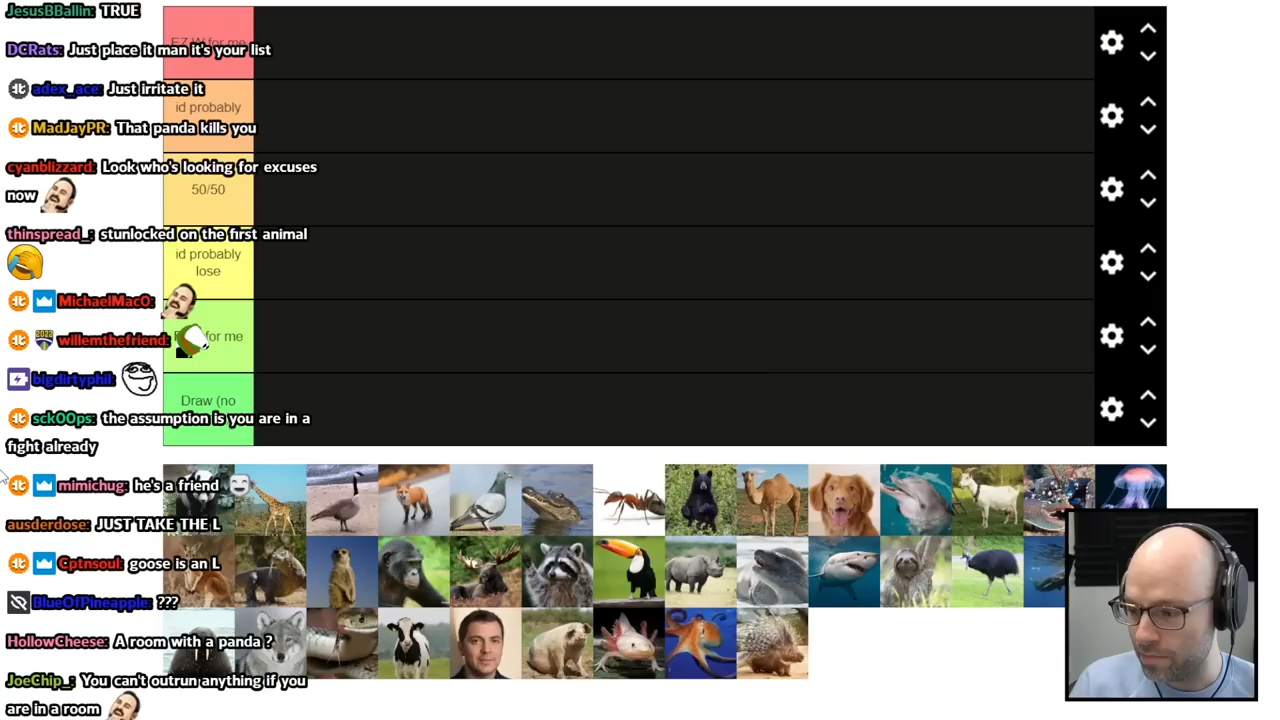 JesusBBallin: TRUE
DCRats: Just place it man it's your list
adex_ace: Just irritate it
MadJayPR: That panda kills you
cyanblizzard: Look who's looking for excuses
now
thinspread_: stunlocked on the first animal
MichaelMacO:
2022
willemthefriend:
bigdirtyphil:
sck00ps: the assumption is you are in a
fight already
mimichug: he's a friend
ausderdose: JUST TAKE THE L
Cptnsoul: goose is an L
BlueOfPineapple: ???
HollowCheese: A room with a panda ?
JoeChip_: You can't outrun anything if you
are in a room
for me
id probably
50/50
id probably
lose
for me
Draw (no